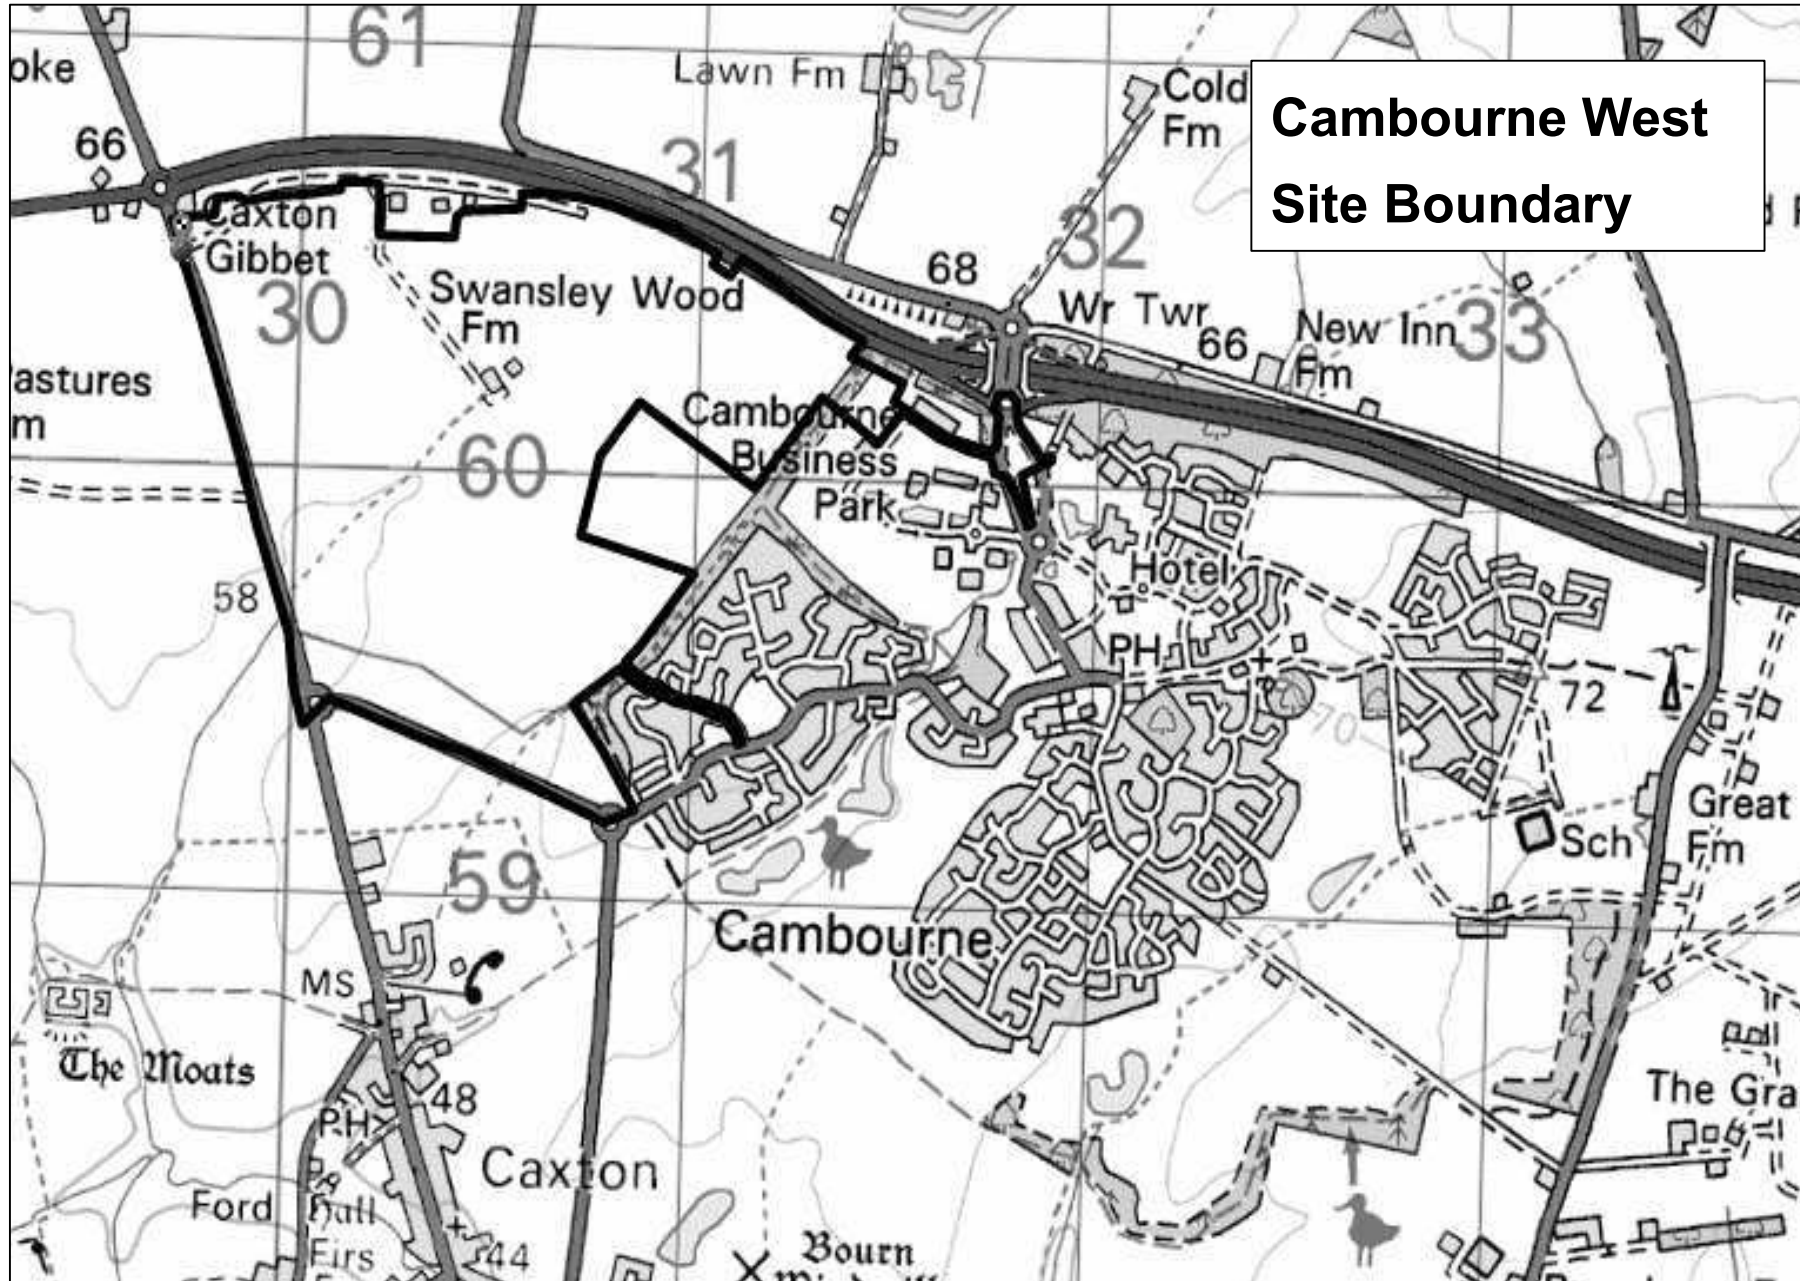 61
oke
Lawn Fm
Cold
Fm
Cambourne West
Site Boundary
66
31
32
Caxton
Gibbet
68
30
Swansley Wood
Fm
Wr Twr
66
New Inn
Fm
33
astures
m
Cambourne
Business
Park
60
58
Hotel
PH
72
70
Great
Fm
Sch
59
Cambourne
MS
The Moats
48
PH
The Gra
Caxton
Ford
Hall
Firs
44
Bourn